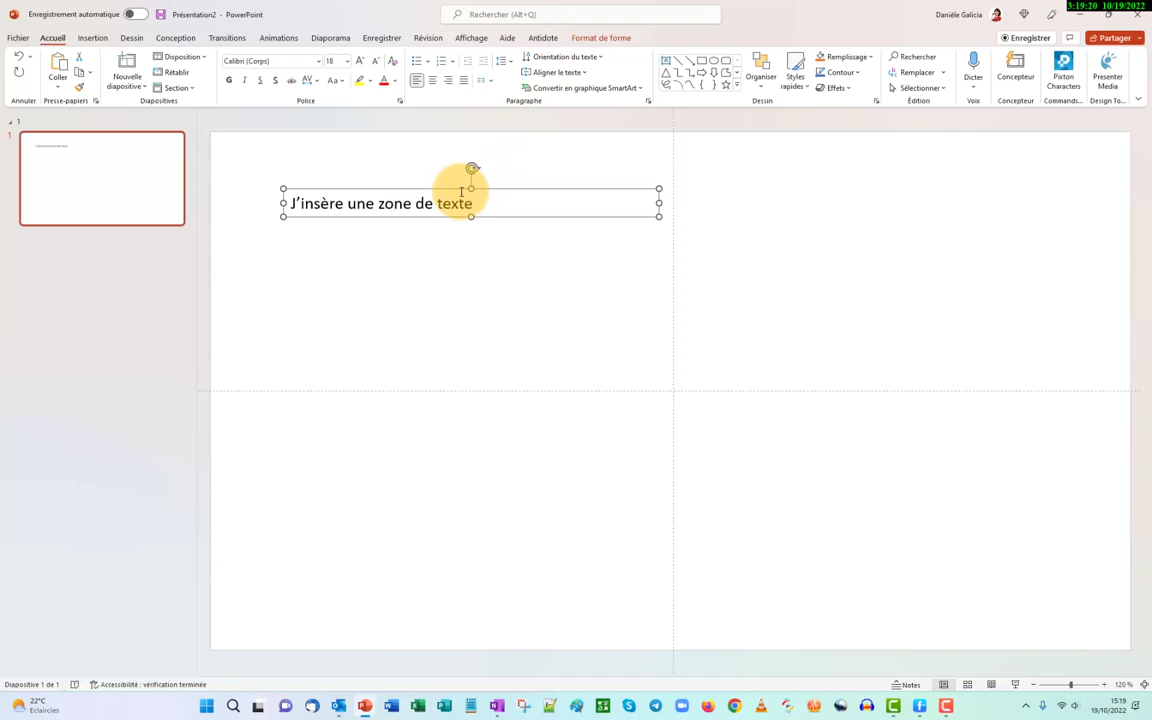 3:19:20 10/19/2022
Enregistrement automatique
Présentation2 - PowerPoint
Rechercher (Alt+Q)
Danièle Galicia
Fichier Accueil Insertion Dessin Conception Transitions Animations Diaporama Enregistrer Révision Affichage Aide Antidote Format de forme
Enregistrer
Partager
Coller
Nouvelle diapositive
Disposition
Rétablir
Section
Calibri (Corps) 18
G I S S AV Aa A
Orientation du texte
Aligner le texte
Convertir en graphique SmartArt
Organiser
Styles rapides
Remplissage
Contour
Effets
Rechercher
Remplacer
Sélectionner
Dicter
Concepteur
Pixton Characters
Presenter Media
Annuler Presse-papiers Diapositives Police Paragraphe Dessin Édition Voix Concepteur Commands... Design To...
1
1
J'insère une zone de texte
Diapositive 1 de 1
Accessibilité : vérification terminée
Notes
120 %
22°C
Eclaircies
15:19
19/10/2022